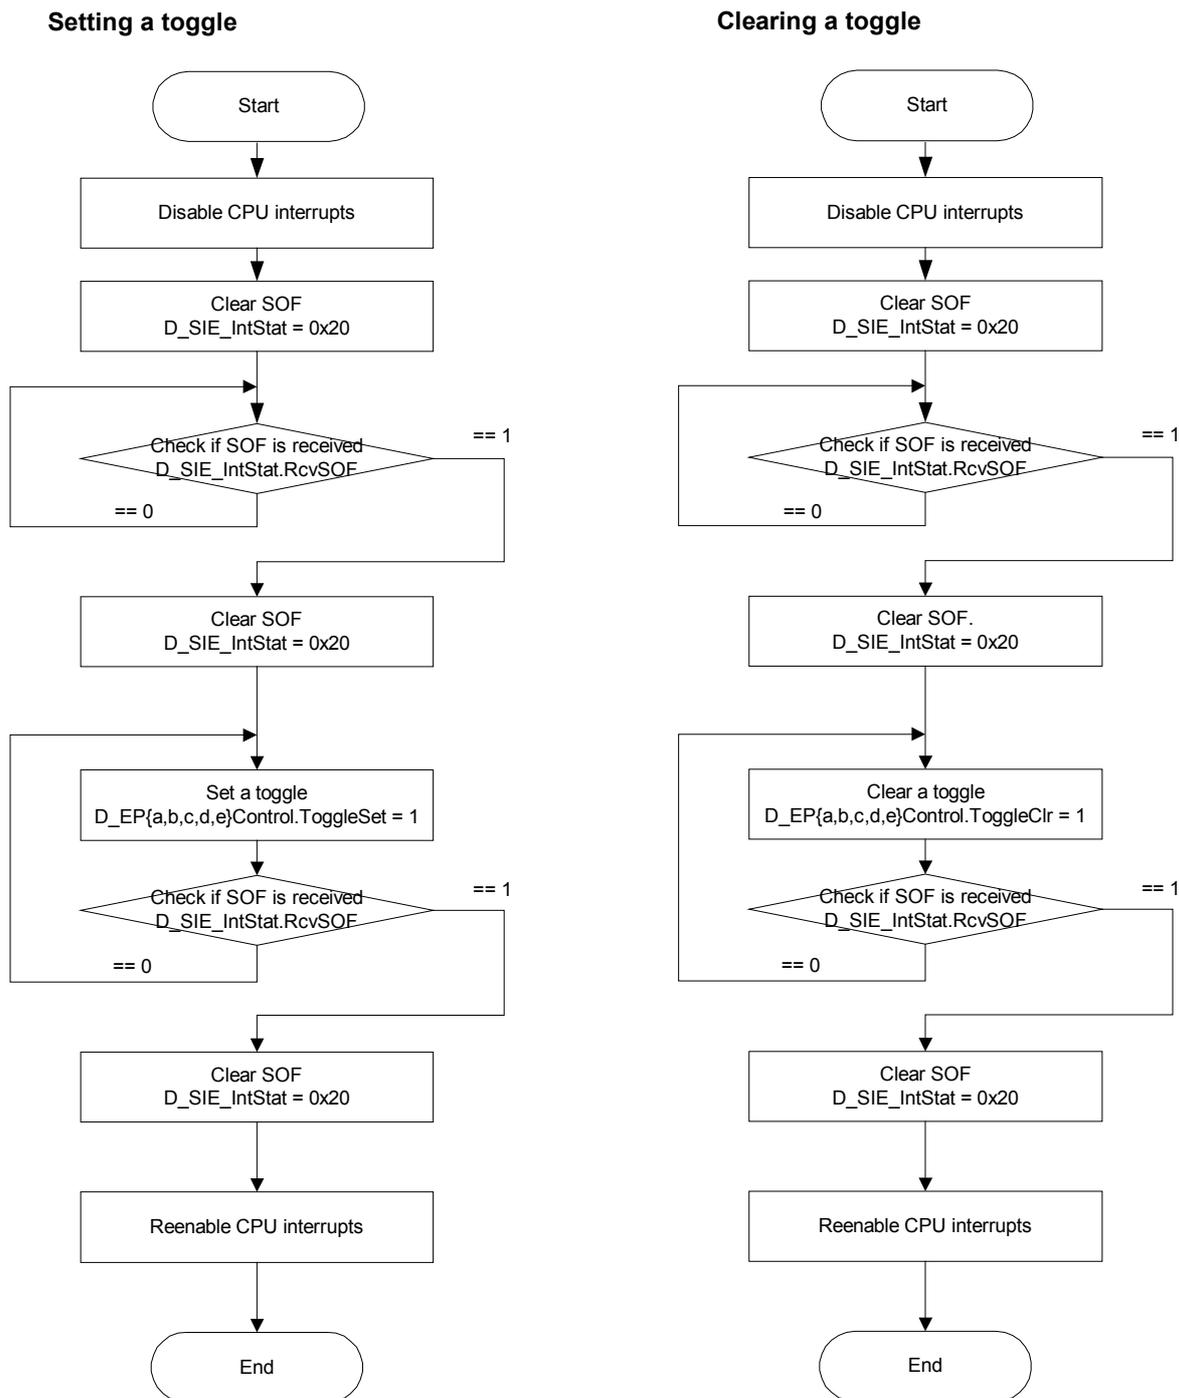 Setting a toggle
Start
Disable CPU interrupts
Clear SOF
D_SIE_IntStat = 0x20
Check if SOF is received
D_SIE_IntStat.RcvSOF
== 1
== 0
Clear SOF
D_SIE_IntStat = 0x20
Set a toggle
D_EP{a,b,c,d,e}Control.ToggleSet = 1
Check if SOF is received
D_SIE_IntStat.RcvSOF
== 1
== 0
Clear SOF
D_SIE_IntStat = 0x20
Reenable CPU interrupts
End
Clearing a toggle
Start
Disable CPU interrupts
Clear SOF
D_SIE_IntStat = 0x20
Check if SOF is received
D_SIE_IntStat.RcvSOF
== 1
== 0
Clear SOF.
D_SIE_IntStat = 0x20
Clear a toggle
D_EP{a,b,c,d,e}Control.ToggleClr = 1
Check if SOF is received
D_SIE_IntStat.RcvSOF
== 1
== 0
Clear SOF
D_SIE_IntStat = 0x20
Reenable CPU interrupts
End